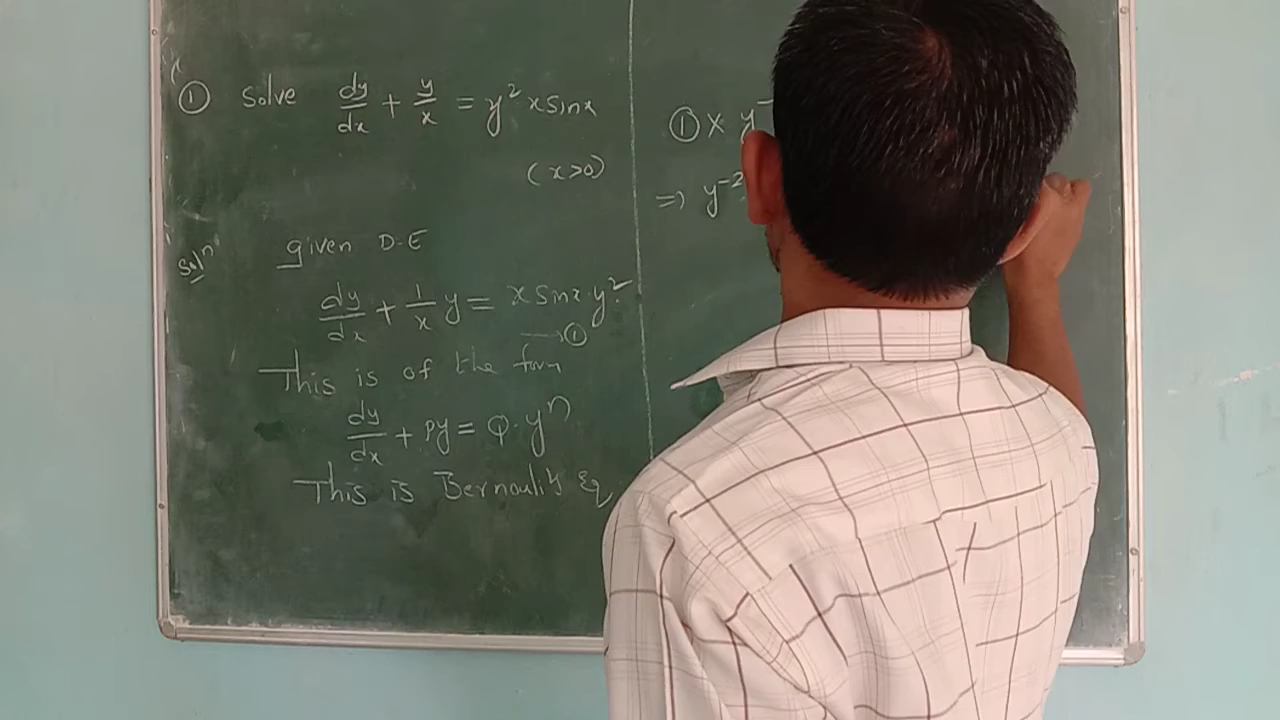 ① Solve dy/dx + y/x = y² x sinx
(x>0)
Solⁿ given D-E
dy/dx + 1/x y = x sinx y².
→①
This is of the form
dy/dx + Py = Q. yⁿ
This is Bernouli's Eq
① × y⁻
=> y⁻²